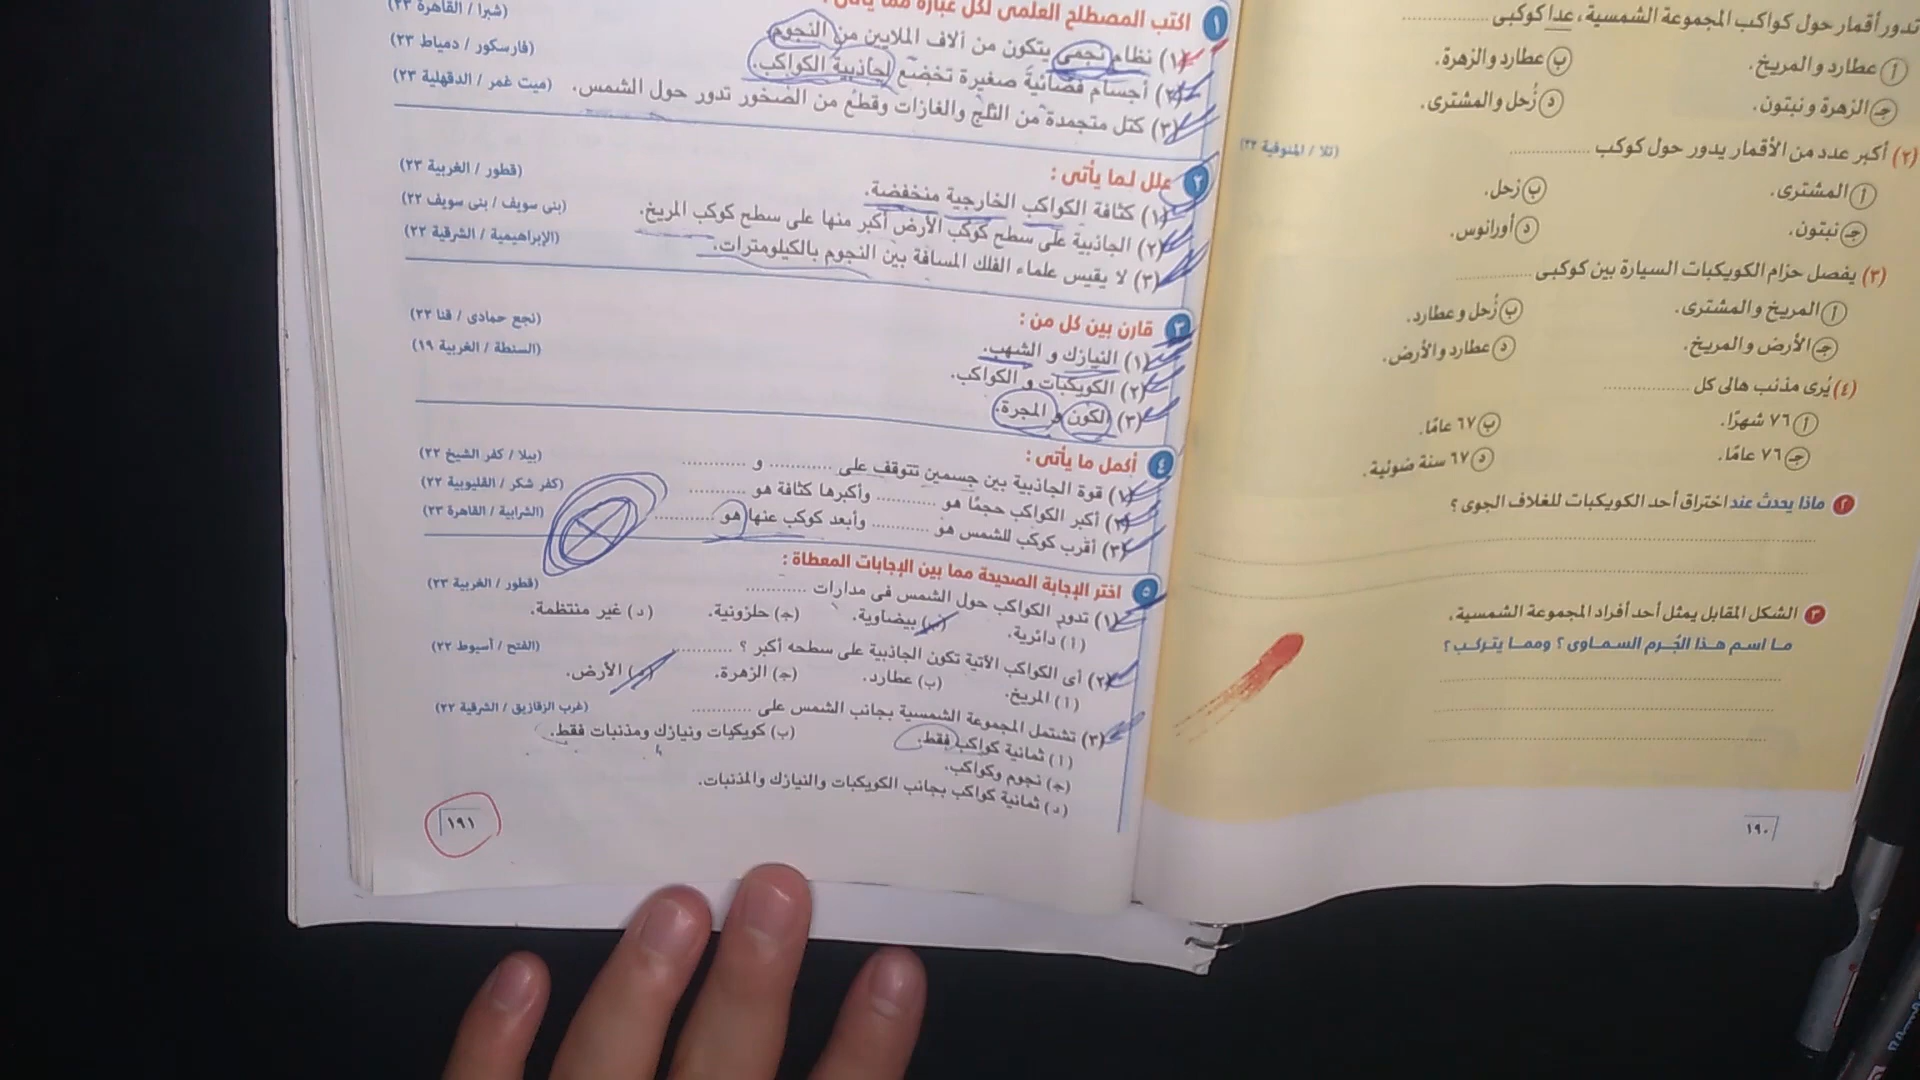 تدور أقمار حول كواكب المجموعة الشمسية، عدا كوكبى ..............
أ عطارد والمريخ.
ب عطارد والزهرة.
جـ الزهرة ونبتون.
د زُحل والمشترى.
(٢) أكبر عدد من الأقمار يدور حول كوكب ..............
(تلا / المنوفية ٢٢)
أ المشترى.
ب زحل.
جـ نبتون.
د أورانوس.
(٣) يفصل حزام الكويكبات السيارة بين كوكبى ..............
أ المريخ والمشترى.
ب زُحل وعطارد.
جـ الأرض والمريخ.
د عطارد والأرض.
(٤) يُرى مذنب هالى كل ..............
أ ٧٦ شهرًا.
ب ٦٧ عامًا.
جـ ٧٦ عامًا.
د ٦٧ سنة ضوئية.
٢ ماذا يحدث عند اختراق أحد الكويكبات للغلاف الجوى ؟
٣ الشكل المقابل يمثل أحد أفراد المجموعة الشمسية،
ما اسم هذا الجُرم السماوى ؟ ومما يتركب ؟
١٩٠
١ اكتب المصطلح العلمى لكل عبارة مما يأتى :
(شبرا / القاهرة ٢٣)
(١) نظام نجمى يتكون من آلاف الملايين من النجوم.
(فارسكور / دمياط ٢٣)
(٢) أجسام فضائية صغيرة تخضع لجاذبية الكواكب.
(ميت غمر / الدقهلية ٢٣)
(٣) كتل متجمدة من الثلج والغازات وقطع من الصخور تدور حول الشمس.
٢ علل لما يأتى :
(١) كثافة الكواكب الخارجية منخفضة.
(قطور / الغربية ٢٣)
(٢) الجاذبية على سطح كوكب الأرض أكبر منها على سطح كوكب المريخ.
(بنى سويف / بنى سويف ٢٢)
(٣) لا يقيس علماء الفلك المسافة بين النجوم بالكيلومترات.
(الإبراهيمية / الشرقية ٢٢)
٣ قارن بين كل من :
(١) النيازك و الشهب.
(نجع حمادى / قنا ٢٢)
(٢) الكويكبات و الكواكب.
(السنطة / الغربية ١٩)
(٣) الكون و المجرة.
٤ أكمل ما يأتى :
(١) قوة الجاذبية بين جسمين تتوقف على ............ و ............
(بيلا / كفر الشيخ ٢٢)
(٢) أكبر الكواكب حجمًا هو ............ وأكبرها كثافة هو ............
(كفر شكر / القليوبية ٢٢)
(٣) أقرب كوكب للشمس هو ............ وأبعد كوكب عنها هو ............
(الشرابية / القاهرة ٢٣)
٥ اختر الإجابة الصحيحة مما بين الإجابات المعطاة :
(١) تدور الكواكب حول الشمس فى مدارات ............
(قطور / الغربية ٢٣)
(أ) دائرية. (ب) بيضاوية. (جـ) حلزونية. (د) غير منتظمة.
(٢) أى الكواكب الآتية تكون الجاذبية على سطحه أكبر ؟ ............
(الفتح / أسيوط ٢٢)
(أ) المريخ. (ب) عطارد. (جـ) الزهرة. (د) الأرض.
(٣) تشتمل المجموعة الشمسية بجانب الشمس على ............
(غرب الزقازيق / الشرقية ٢٢)
(أ) ثمانية كواكب فقط. (ب) كويكبات ونيازك ومذنبات فقط.
(جـ) نجوم وكواكب.
(د) ثمانية كواكب بجانب الكويكبات والنيازك والمذنبات.
١٩١